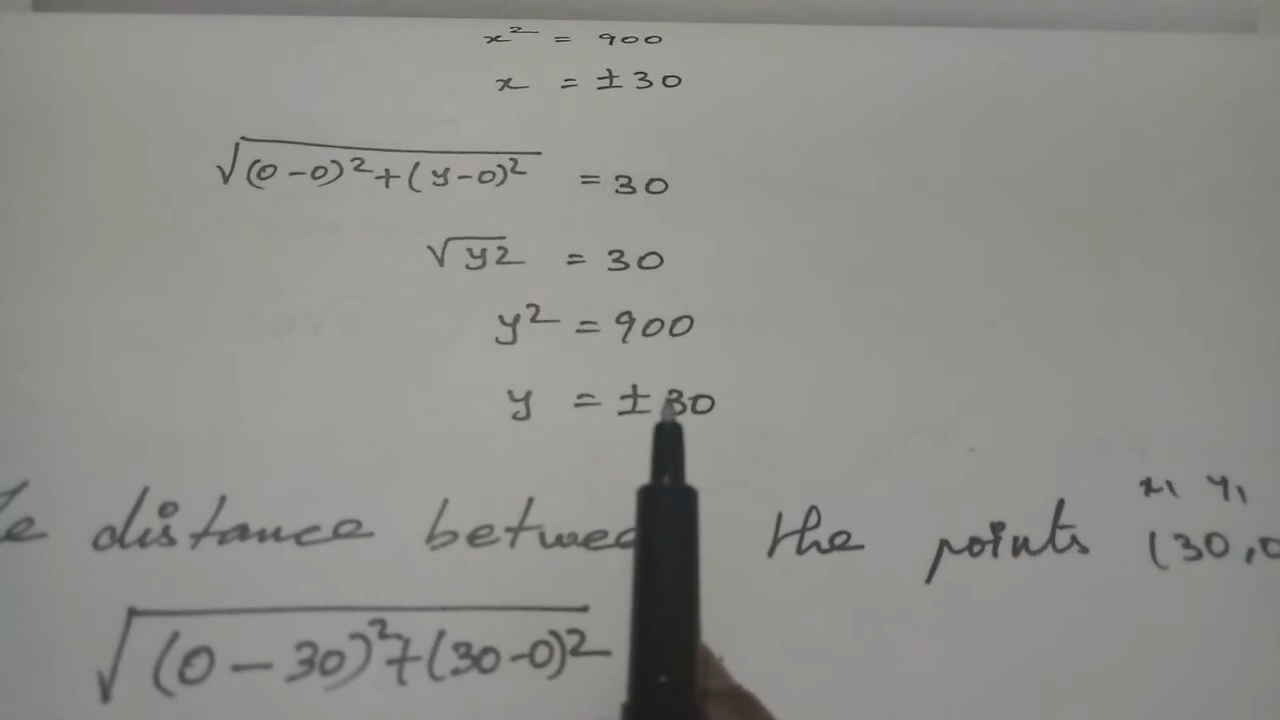 x² = 900
x = ±30
√(0-0)²+(y-0)² = 30
√y2 = 30
y² = 900
y = ±30
x1 y1
distance between the points (30,0
√(0-30)²+(30-0)²